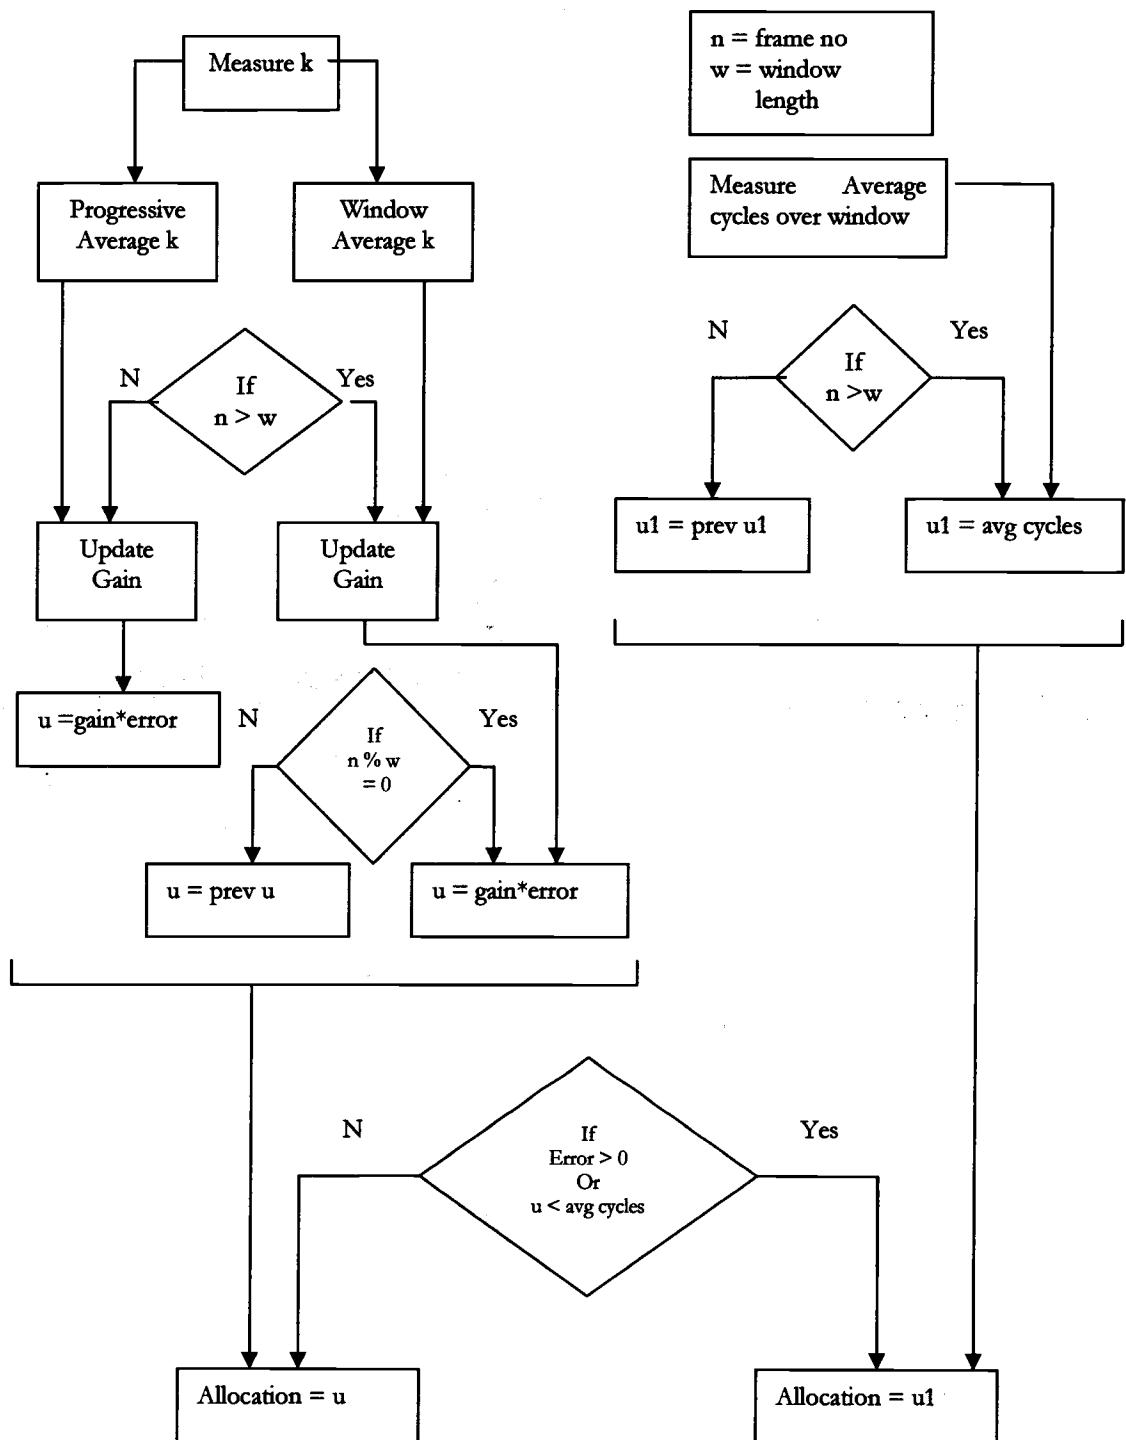 Measure k
n = frame no
w = window
length
Progressive
Average k
Window
Average k
Measure Average
cycles over window
N
If
n > w
Yes
N
If
n >w
Yes
u1 = prev u1
u1 = avg cycles
Update
Gain
Update
Gain
u =gain*error
N
If
n % w
= 0
Yes
u = prev u
u = gain*error
N
If
Error > 0
Or
u < avg cycles
Yes
Allocation = u
Allocation = u1